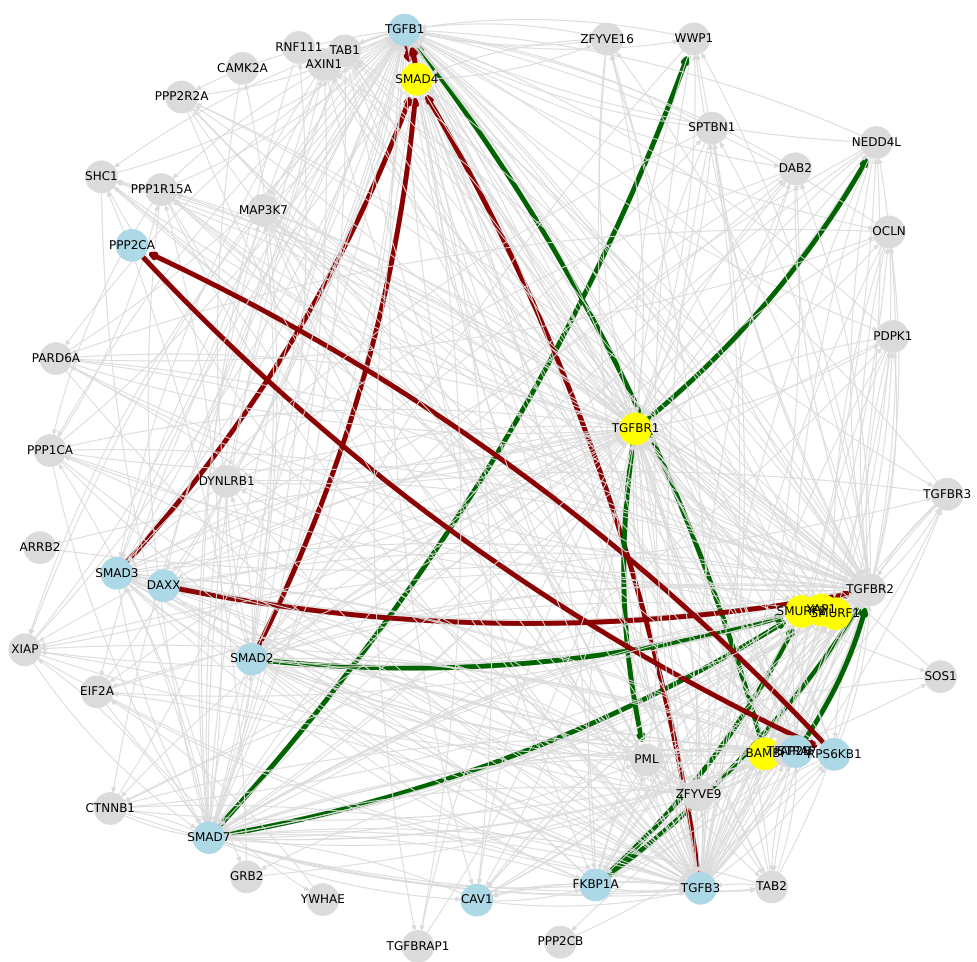 TGFB1
ZFYVE16
WWP1
RNF111
TAB1
AXIN1
CAMK2A
SMAD4
PPP2R2A
SPTBN1
NEDD4L
DAB2
SHC1
PPP1R15A
MAP3K7
OCLN
PPP2CA
PDPK1
PARD6A
TGFBR1
PPP1CA
DYNLRB1
TGFBR3
ARRB2
SMAD3
DAXX
TGFBR2
YAP1
SMURF1
XIAP
SMAD2
SOS1
EIF2A
BAMBI
RPS6KB1
PML
ZFYVE9
CTNNB1
SMAD7
GRB2
FKBP1A
TGFB3
TAB2
YWHAE
CAV1
PPP2CB
TGFBRAP1